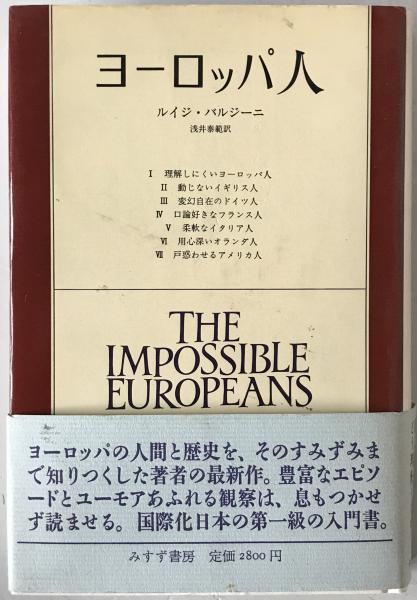 ヨーロッパ人
ルイジ・バルジーニ
浅井泰範訳
Ⅰ 理解しにくいヨーロッパ人
Ⅱ 動じないイギリス人
Ⅲ 変幻自在のドイツ人
Ⅳ 口論好きなフランス人
Ⅴ 柔軟なイタリア人
Ⅵ 用心深いオランダ人
Ⅶ 戸惑わせるアメリカ人
THE
IMPOSSIBLE
EUROPEANS
ヨーロッパの人間と歴史を、そのすみずみま
で知りつくした著者の最新作。豊富なエピソ
ードとユーモアあふれる観察は、息もつかせ
ず読ませる。国際化日本の第一級の入門書。
みすず書房 定価2800円